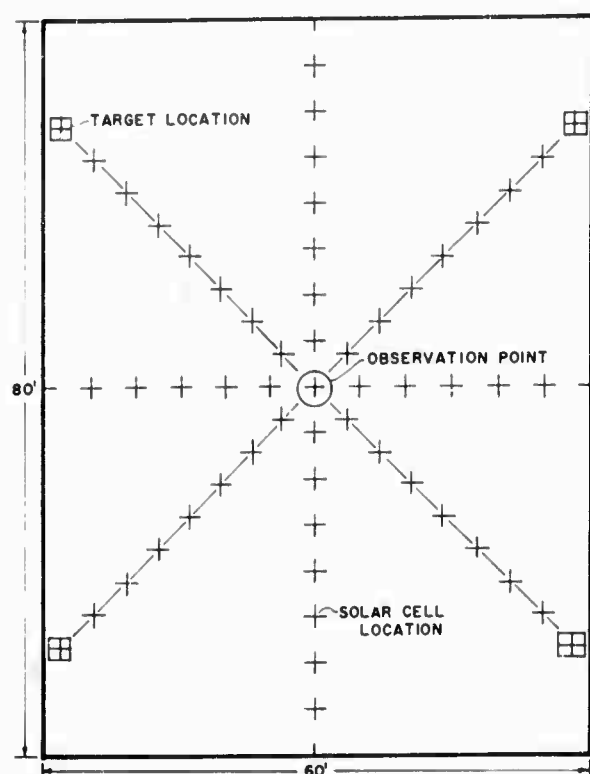 TARGET LOCATION
OBSERVATION POINT
80'
SOLAR CELL
LOCATION
60'